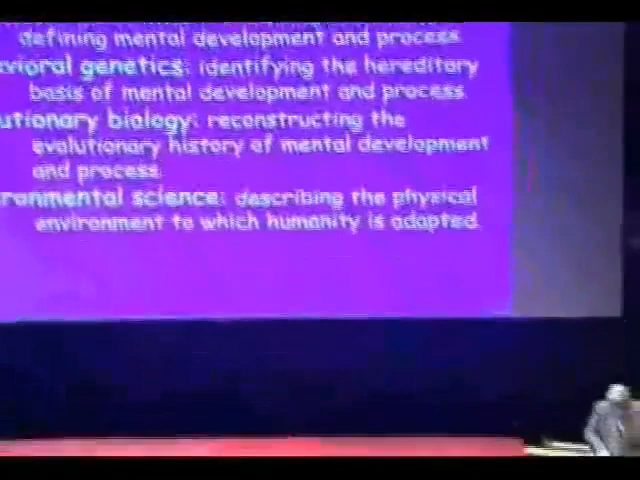 defining mental development and process.
avioral genetics: identifying the hereditary
basis of mental development and process.
utionary biology: reconstructing the
evolutionary history of mental development
and process.
ronmental science: describing the physical
environment to which humanity is adapted.